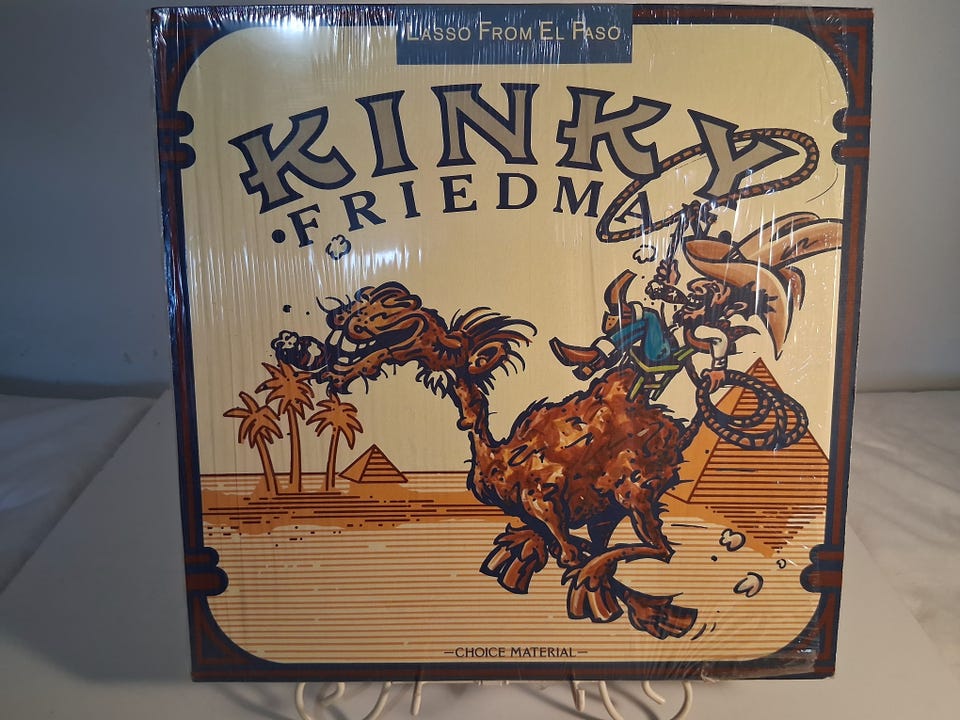 LASSO FROM EL PASO
KINKY
FRIEDMA
—CHOICE MATERIAL—